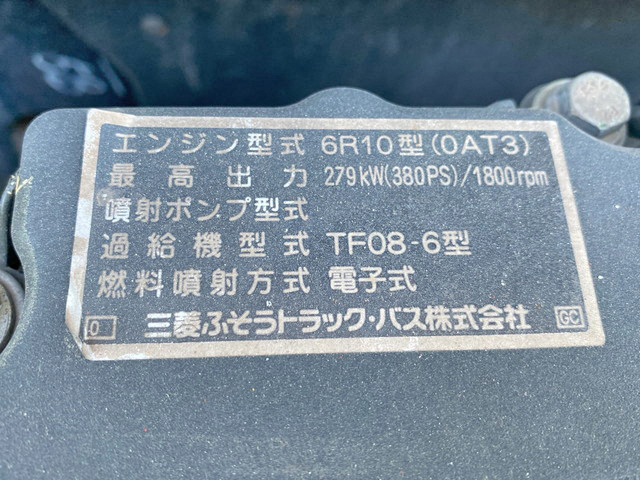 エンジン型式 6R10型(0AT3)
最高出力 279kW(380PS)/1800rpm
噴射ポンプ型式
過給機型式 TF08-6型
燃料噴射方式 電子式
0 三菱ふそうトラック・バス株式会社 GC